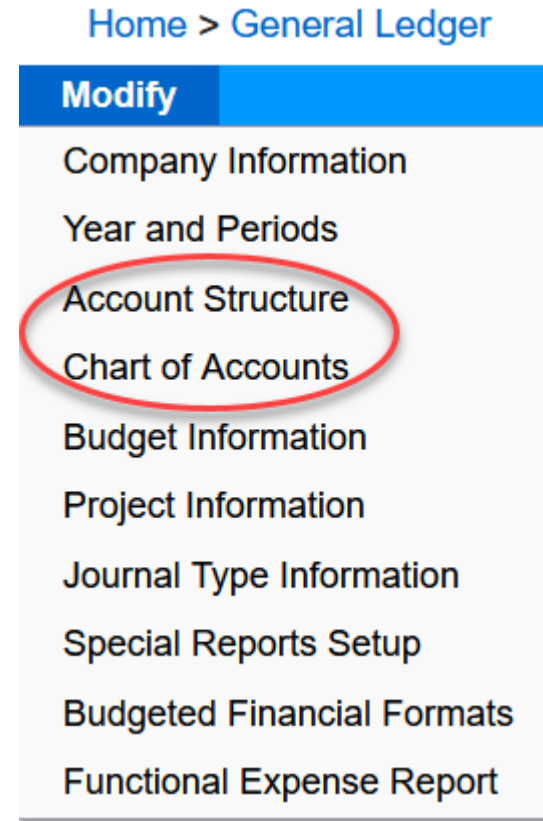 Home > General Ledger
Modify
Company Information
Year and Periods
Account Structure
Chart of Accounts
Budget Information
Project Information
Journal Type Information
Special Reports Setup
Budgeted Financial Formats
Functional Expense Report